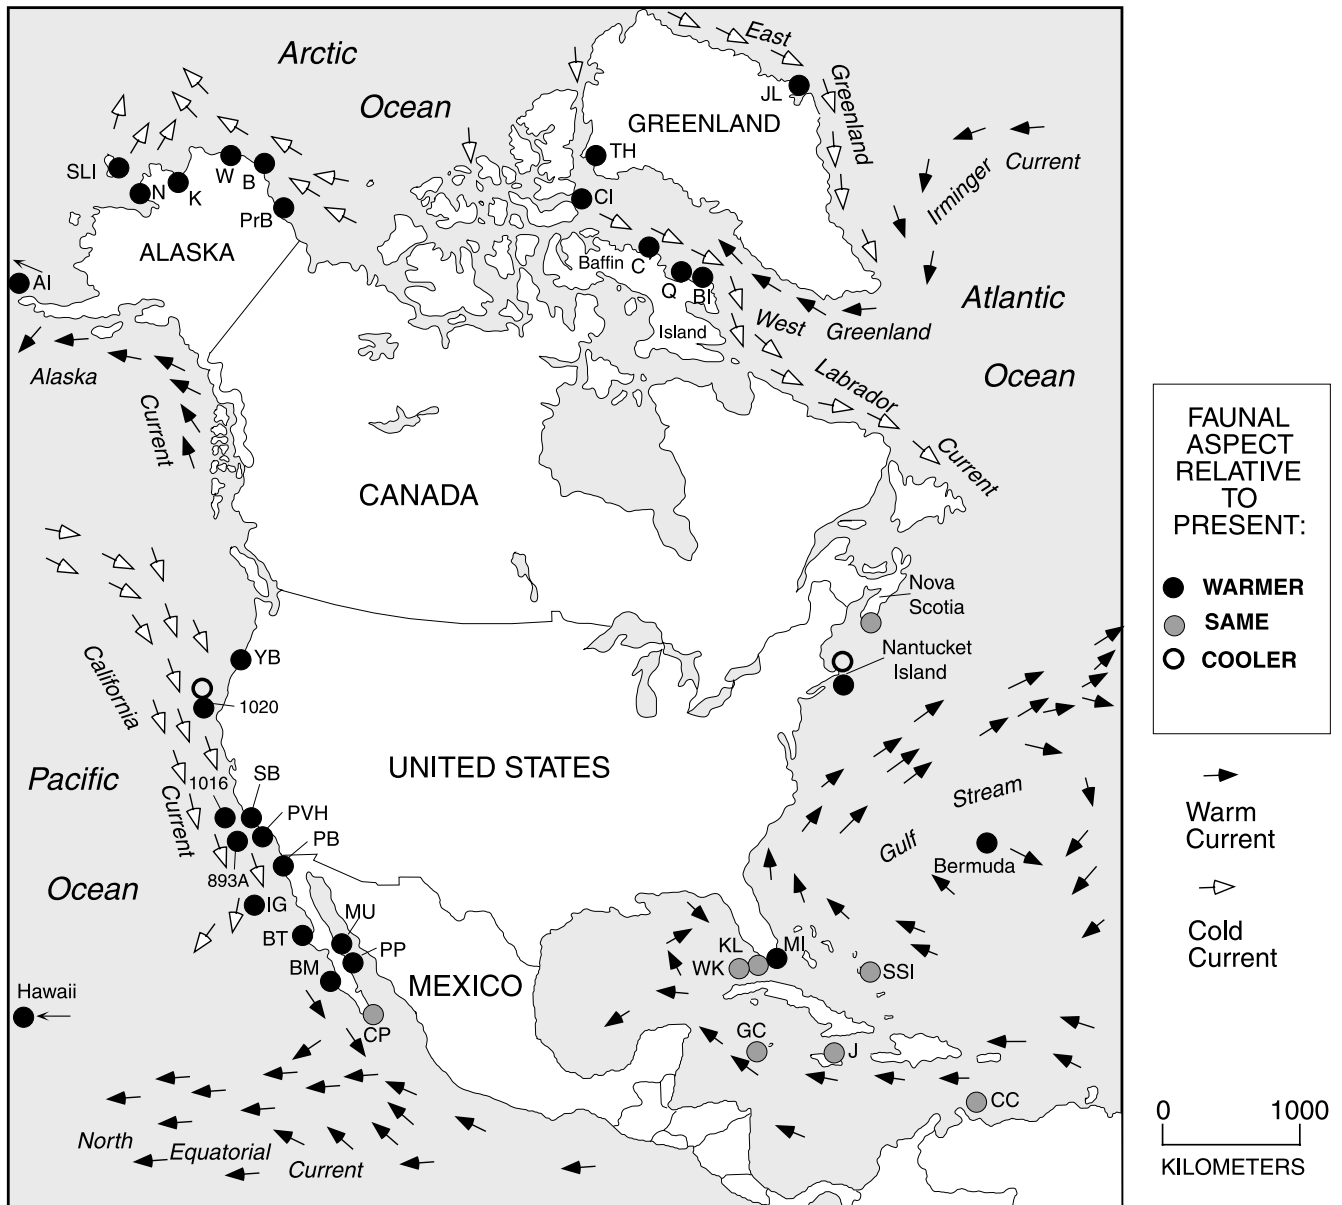 Arctic
Ocean
East
Greenland
JL
GREENLAND
Irminger
Current
TH
SLI
N
K
W
B
PrB
CI
ALASKA
Baffin
C
Q
BI
Island
AI
West
Greenland
Atlantic
Ocean
Alaska
Current
Labrador
Current
CANADA
Nova
Scotia
Nantucket
Island
YB
California
Current
1020
Pacific
Ocean
1016
SB
PVH
PB
893A
IG
UNITED STATES
Gulf
Stream
Bermuda
BT
MU
PP
BM
MEXICO
CP
Hawaii
KL
WK
MI
SSI
GC
J
CC
North
Equatorial
Current
FAUNAL
ASPECT
RELATIVE
TO
PRESENT:
WARMER
SAME
COOLER
Warm
Current
Cold
Current
0 1000
KILOMETERS